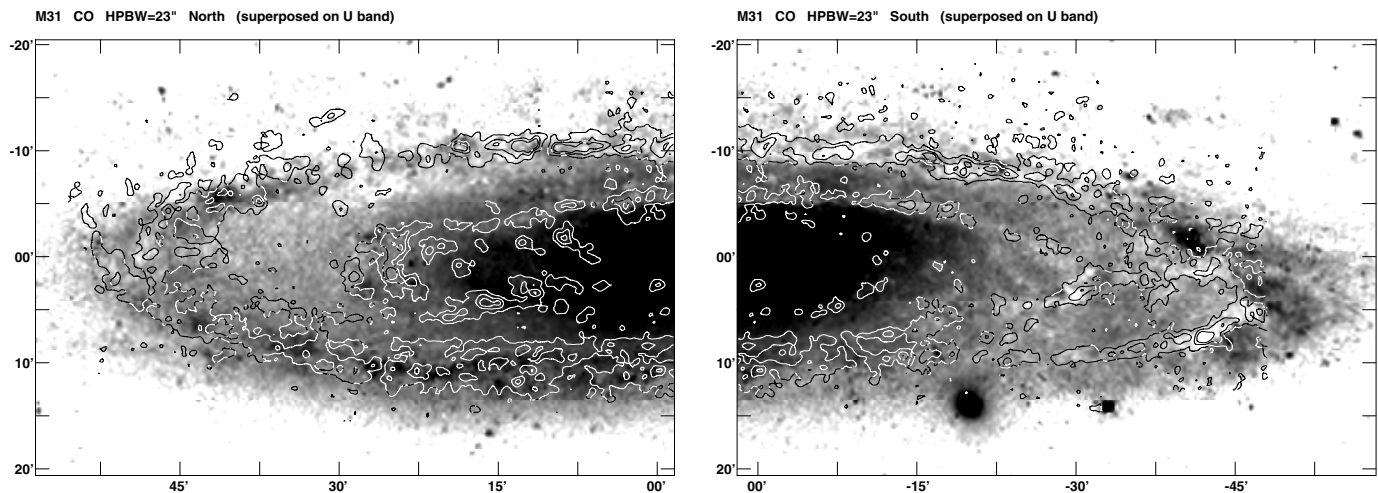 M31 CO HPBW=23" North (superposed on U band)
-20'
-10'
00'
10'
20'
45' 30' 15' 00'
M31 CO HPBW=23" South (superposed on U band)
-20'
-10'
00'
10'
20'
00' -15' -30' -45'